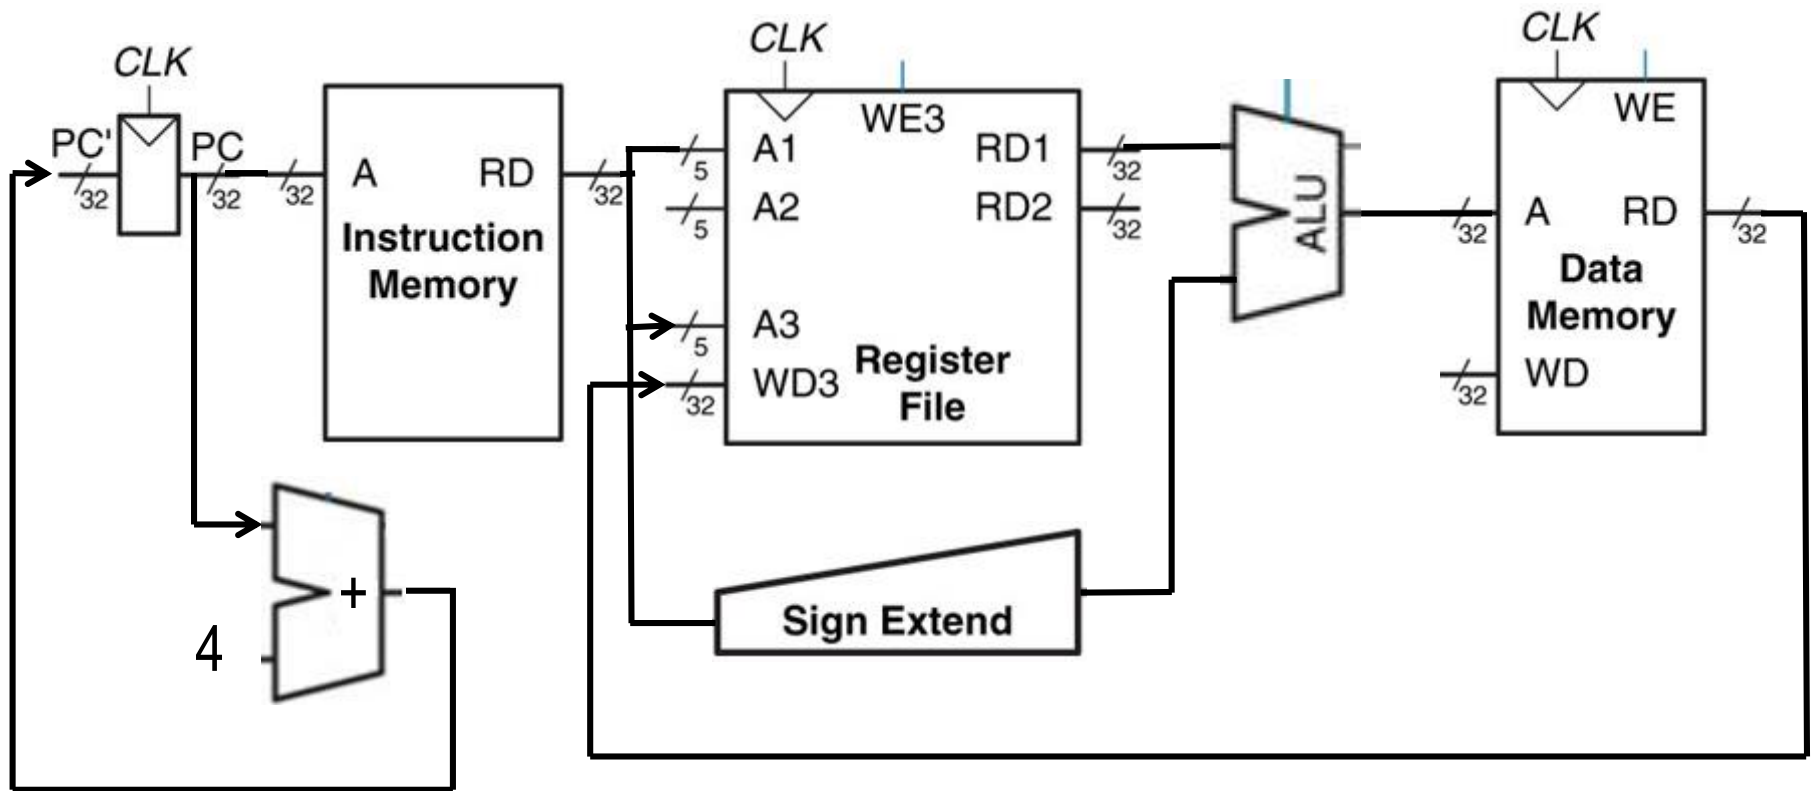 CLK
PC'
32
PC
32
32
A
RD
Instruction
Memory
32
CLK
WE3
5
A1
RD1
32
5
A2
RD2
32
5
A3
32
WD3
Register
File
ALU
CLK
WE
32
A
RD
32
Data
Memory
32
WD
+
4
Sign Extend